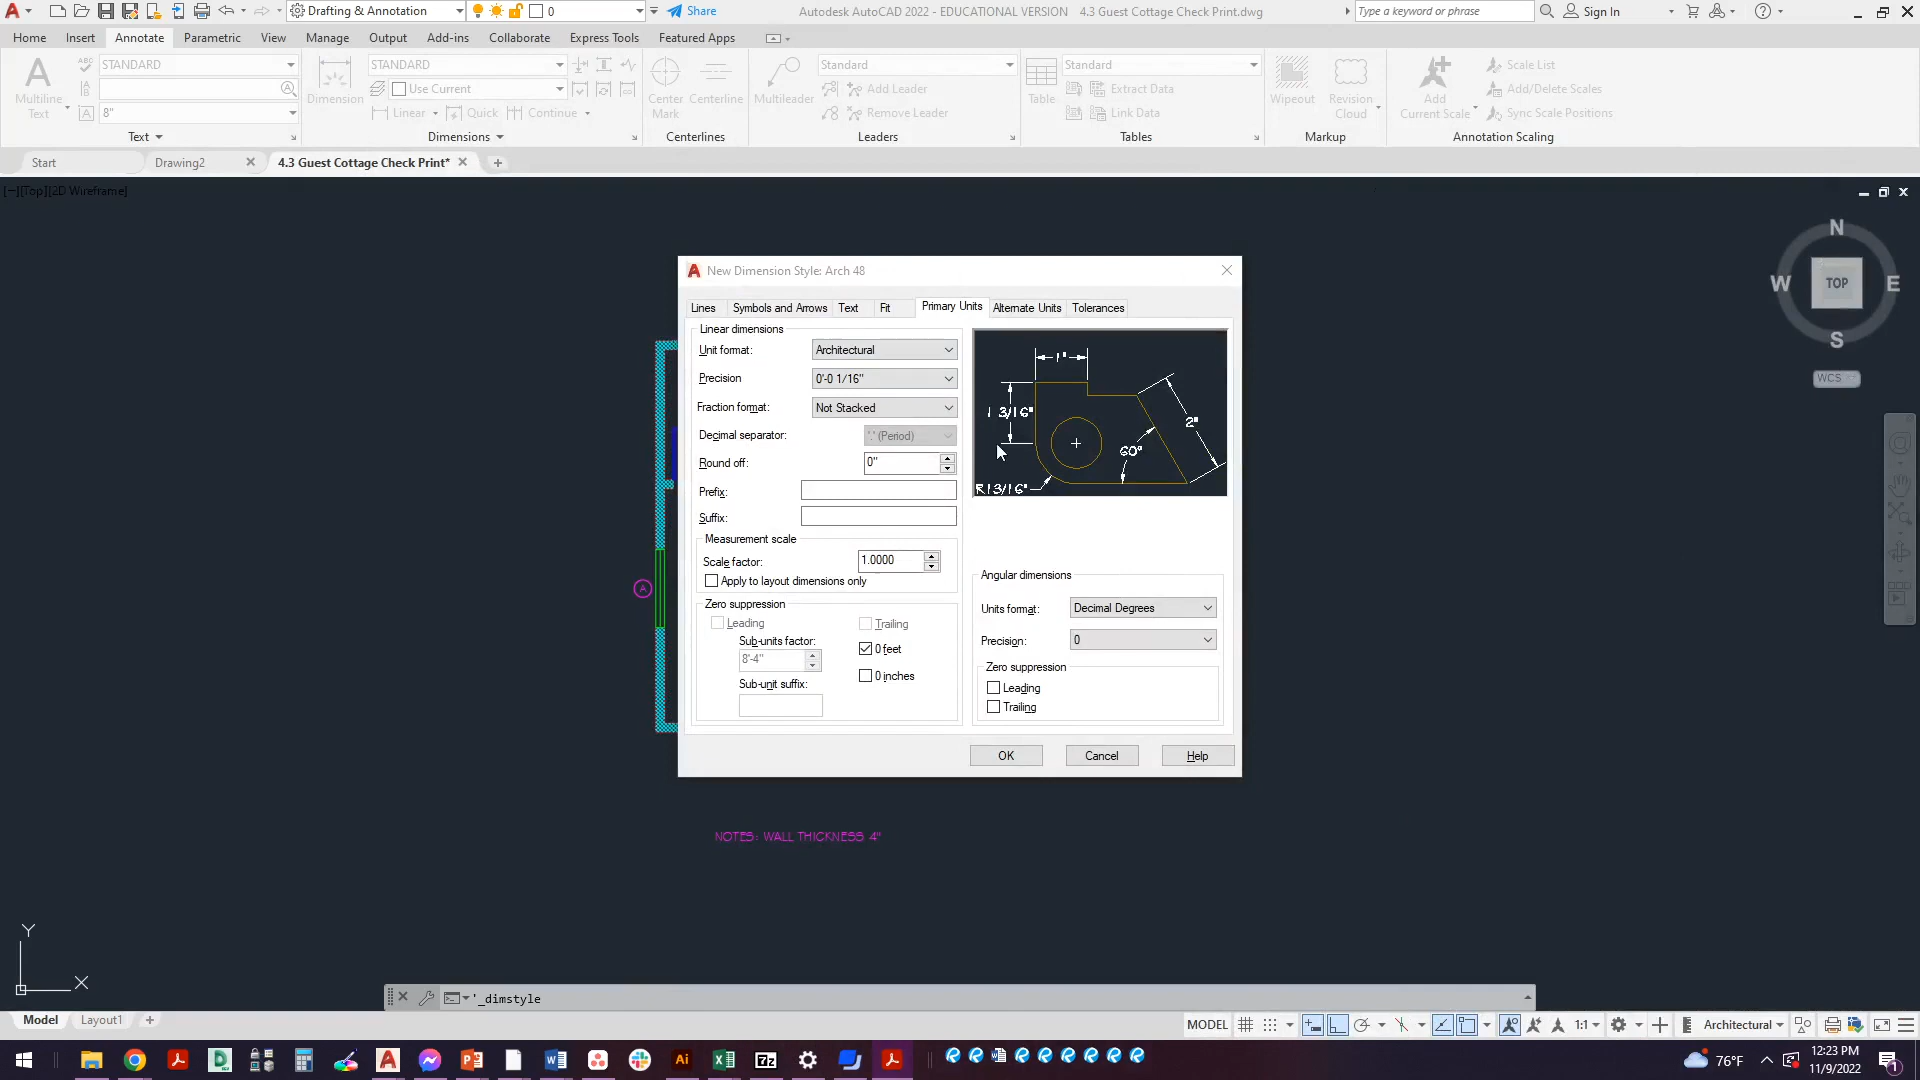 Drafting & Annotation
0
Share
Autodesk AutoCAD 2022 - EDUCATIONAL VERSION    4.3 Guest Cottage Check Print.dwg
Type a keyword or phrase
Sign In
Home Insert Annotate Parametric View Manage Output Add-ins Collaborate Express Tools Featured Apps
STANDARD
STANDARD
Standard
Standard
Scale List
Use Current
Add Leader
Extract Data
Add/Delete Scales
Multiline Text
Dimension
Center Mark
Centerline
Multileader
Table
Wipeout
Revision Cloud
Add Current Scale
8"
Linear
Quick
Continue
Remove Leader
Link Data
Sync Scale Positions
Text
Dimensions
Centerlines
Leaders
Tables
Markup
Annotation Scaling
Start
Drawing2
4.3 Guest Cottage Check Print*
[−][Top][2D Wireframe]
N
W
TOP
E
S
WCS
New Dimension Style: Arch 48
Lines
Symbols and Arrows
Text
Fit
Primary Units
Alternate Units
Tolerances
Linear dimensions
Unit format:
Architectural
Precision
0'-0 1/16"
Fraction format:
Not Stacked
Decimal separator:
'.' (Period)
Round off:
0"
Prefix:
Suffix:
Measurement scale
Scale factor:
1.0000
Apply to layout dimensions only
Zero suppression
Leading
Trailing
Sub-units factor:
8'-4"
0 feet
0 inches
Sub-unit suffix:
1"
1 3/16"
2"
60°
R13/16"
Angular dimensions
Units format:
Decimal Degrees
Precision:
0
Zero suppression
Leading
Trailing
OK
Cancel
Help
A
NOTES: WALL THICKNESS 4"
Y
X
'_dimstyle
Model
Layout1
MODEL
1:1
Architectural
76°F
12:23 PM
11/9/2022
1